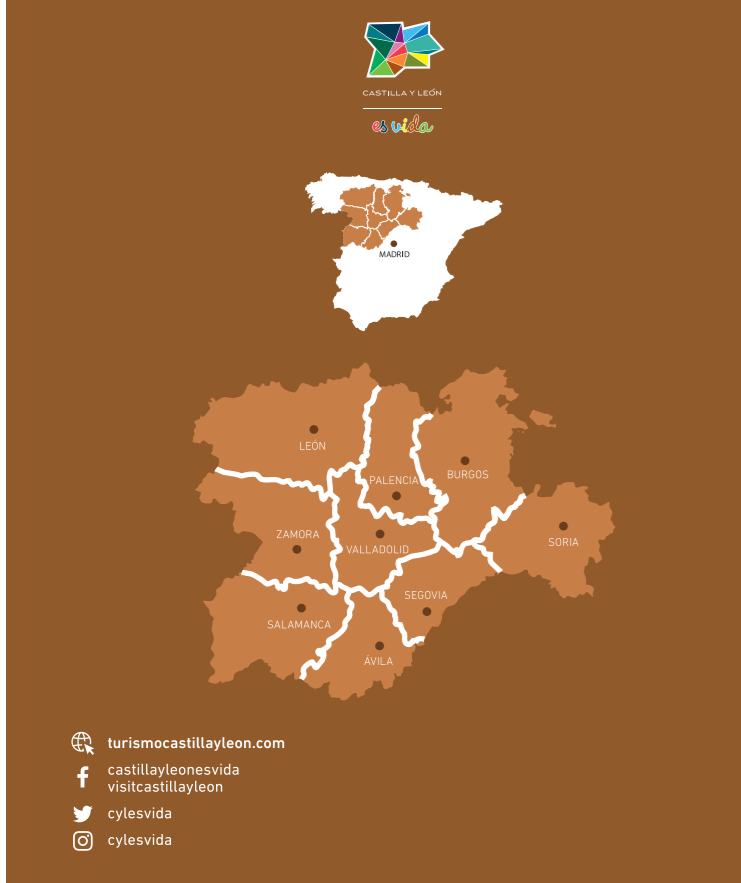 CASTILLA Y LEÓN
es vida
MADRID
LEÓN
PALENCIA
BURGOS
ZAMORA
VALLADOLID
SORIA
SEGOVIA
SALAMANCA
ÁVILA
turismocastillayleon.com
castillayleonesvida
visitcastillayleon
cylesvida
cylesvida